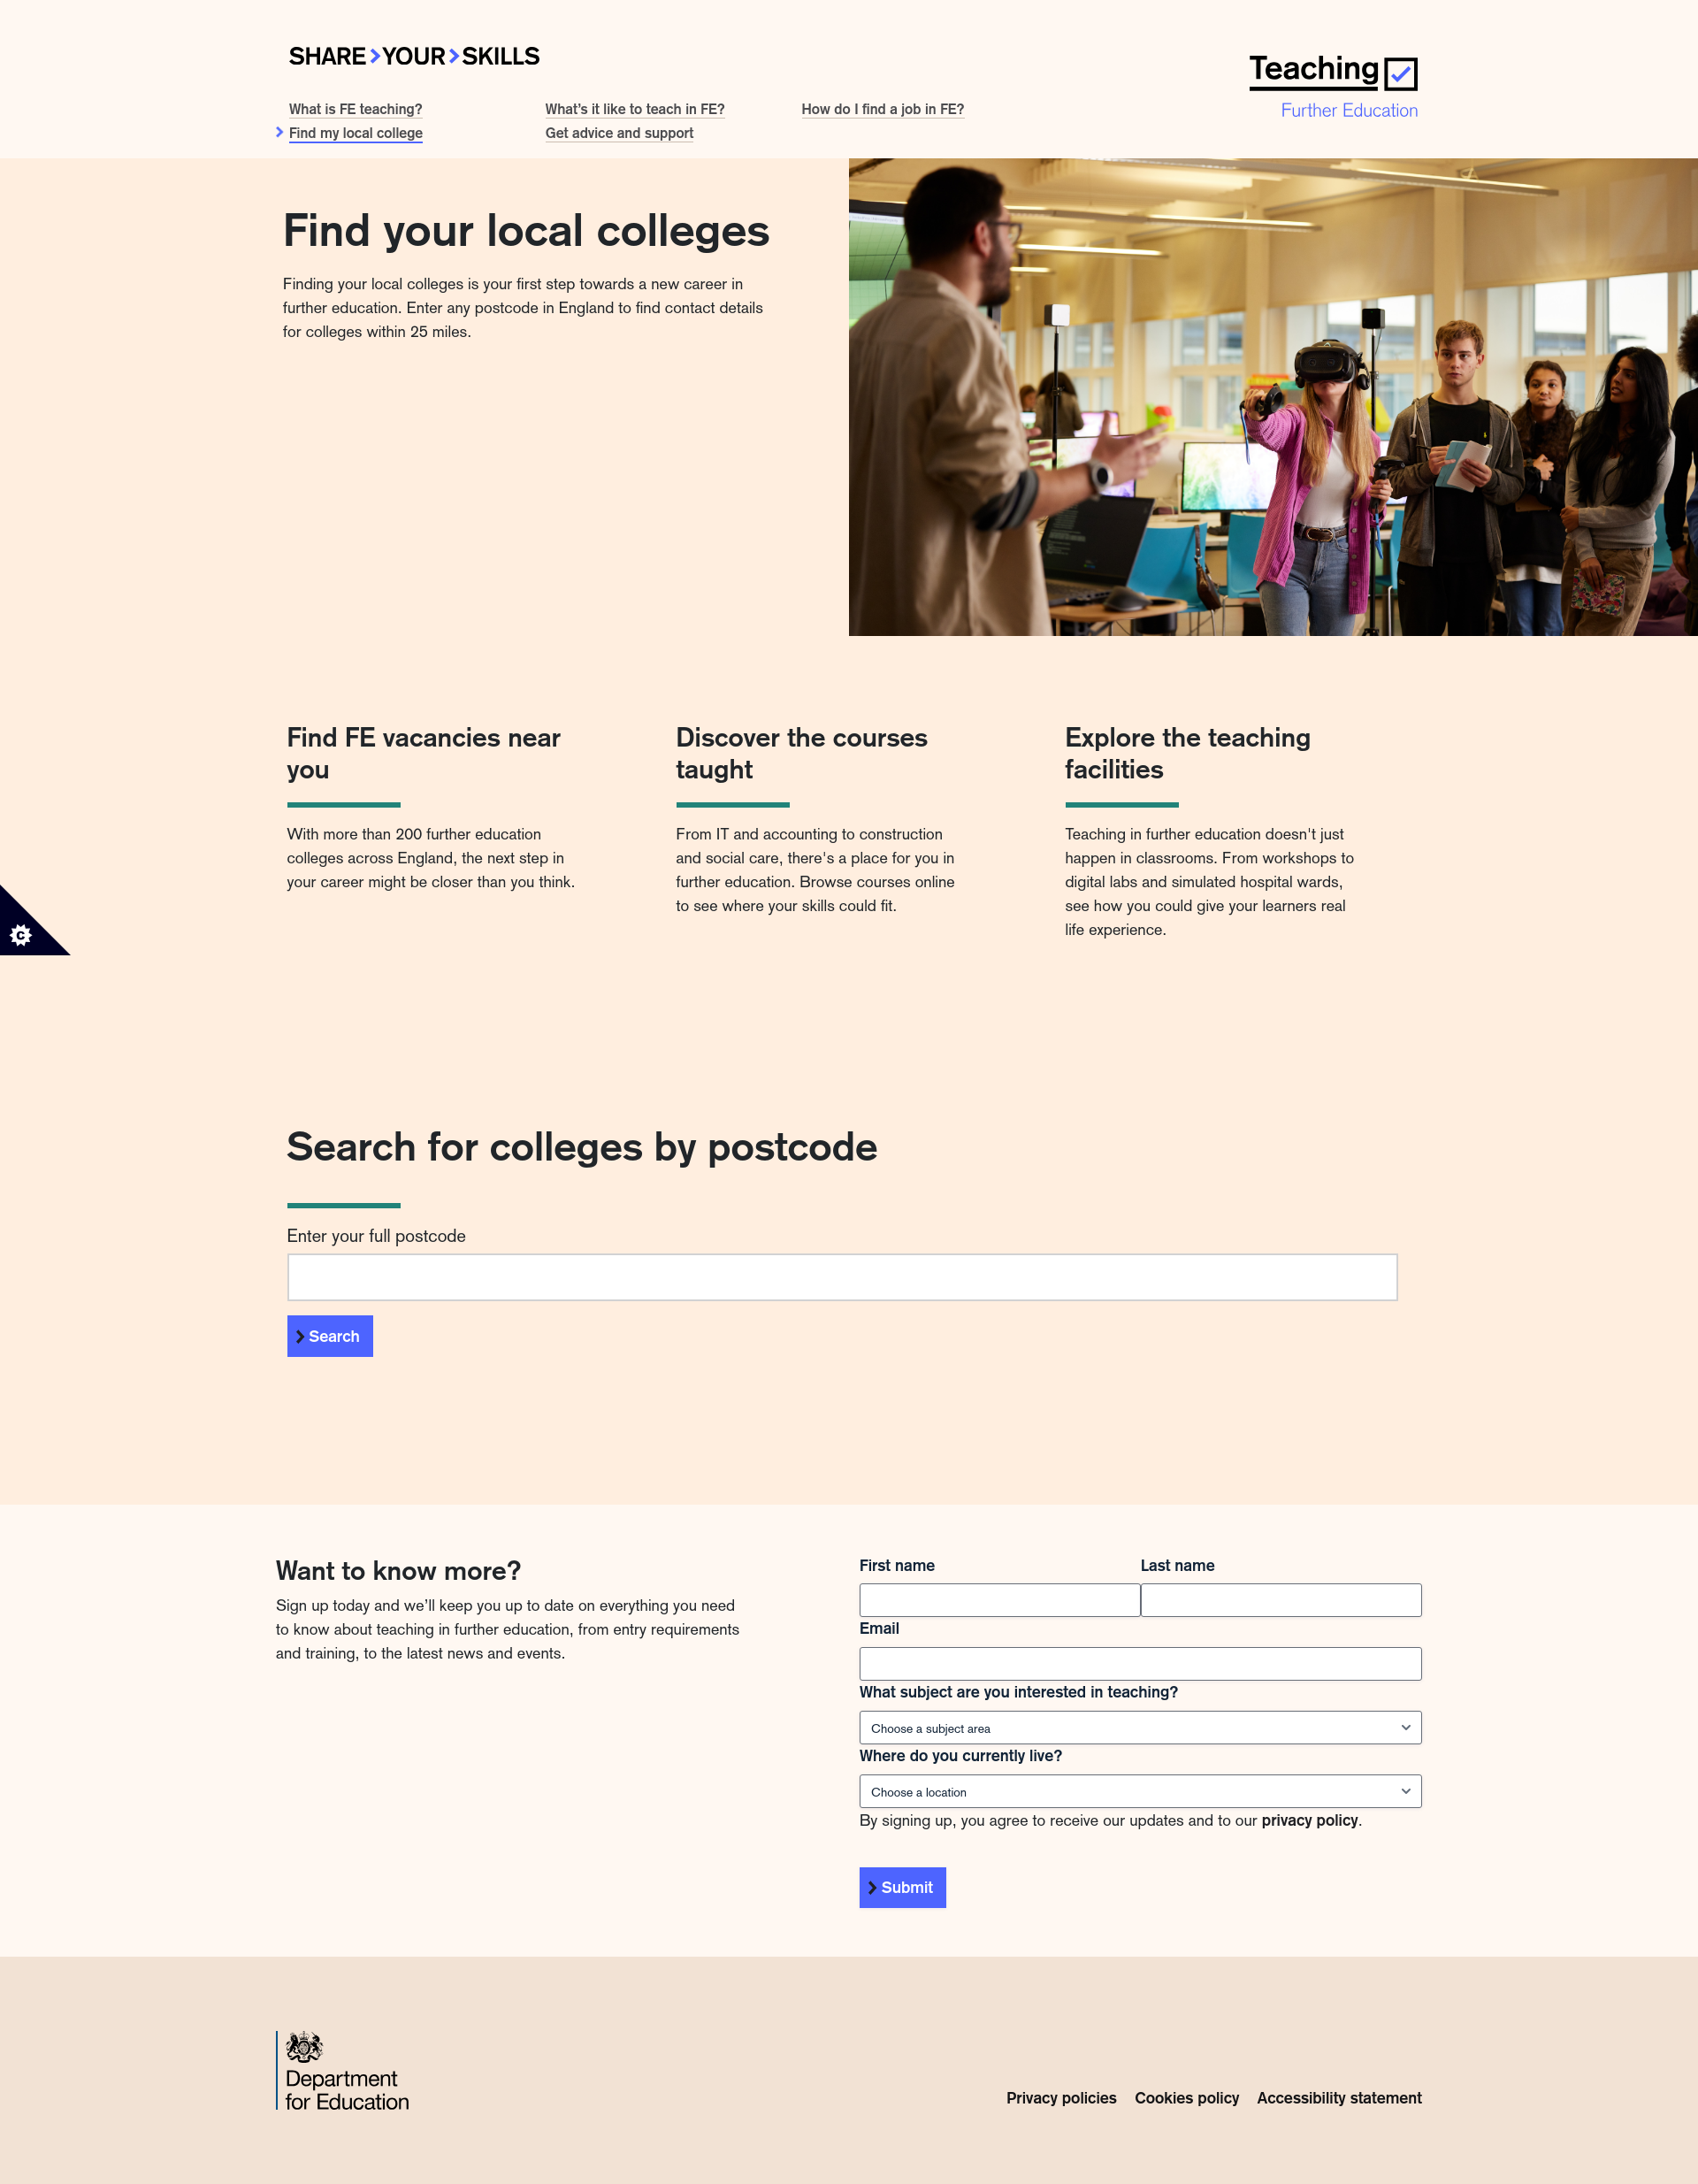 SHARE YOUR SKILLS
Teaching
Further Education
What is FE teaching?
What’s it like to teach in FE?
How do I find a job in FE?
Find my local college
Get advice and support
Find your local colleges
Finding your local colleges is your first step towards a new career in
further education. Enter any postcode in England to find contact details
for colleges within 25 miles.
Find FE vacancies near
you
With more than 200 further education
colleges across England, the next step in
your career might be closer than you think.
Discover the courses
taught
From IT and accounting to construction
and social care, there's a place for you in
further education. Browse courses online
to see where your skills could fit.
Explore the teaching
facilities
Teaching in further education doesn't just
happen in classrooms. From workshops to
digital labs and simulated hospital wards,
see how you could give your learners real
life experience.
C
Search for colleges by postcode
Enter your full postcode
Search
Want to know more?
Sign up today and we’ll keep you up to date on everything you need
to know about teaching in further education, from entry requirements
and training, to the latest news and events.
First name
Last name
Email
What subject are you interested in teaching?
Choose a subject area
Where do you currently live?
Choose a location
By signing up, you agree to receive our updates and to our privacy policy.
Submit
Department
for Education
Privacy policies
Cookies policy
Accessibility statement